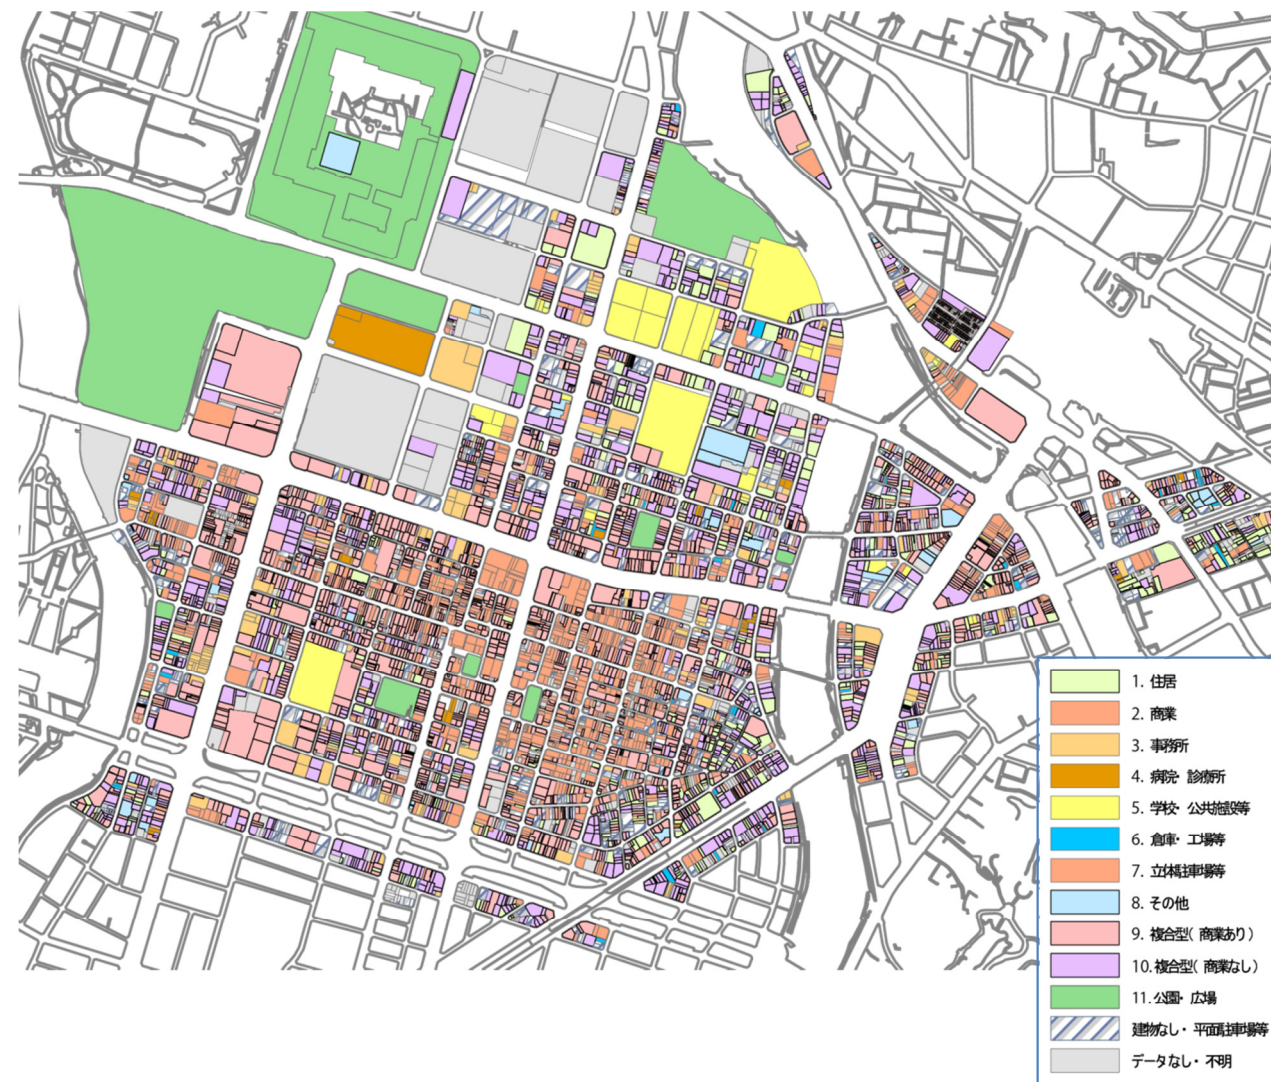 1. 住居
2. 商業
3. 事務所
4. 病院・診療所
5. 学校・公共施設等
6. 倉庫・工場等
7. 立体駐車場等
8. その他
9. 複合型(商業あり)
10. 複合型(商業なし)
11. 公園・広場
建物なし・平面駐車場等
データなし・不明